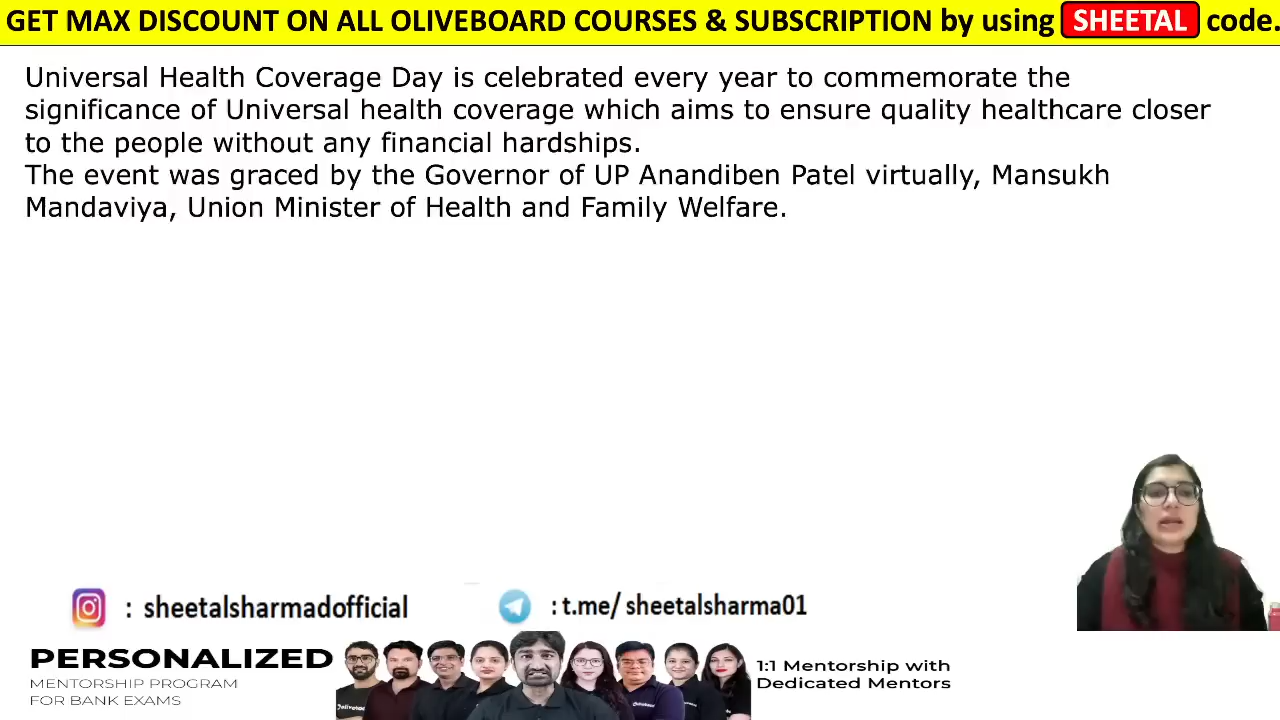 GET MAX DISCOUNT ON ALL OLIVEBOARD COURSES & SUBSCRIPTION by using SHEETAL code.
Universal Health Coverage Day is celebrated every year to commemorate the
significance of Universal health coverage which aims to ensure quality healthcare closer
to the people without any financial hardships.
The event was graced by the Governor of UP Anandiben Patel virtually, Mansukh
Mandaviya, Union Minister of Health and Family Welfare.
: sheetalsharmadofficial
: t.me/ sheetalsharma01
PERSONALIZED
MENTORSHIP PROGRAM
FOR BANK EXAMS
1:1 Mentorship with
Dedicated Mentors